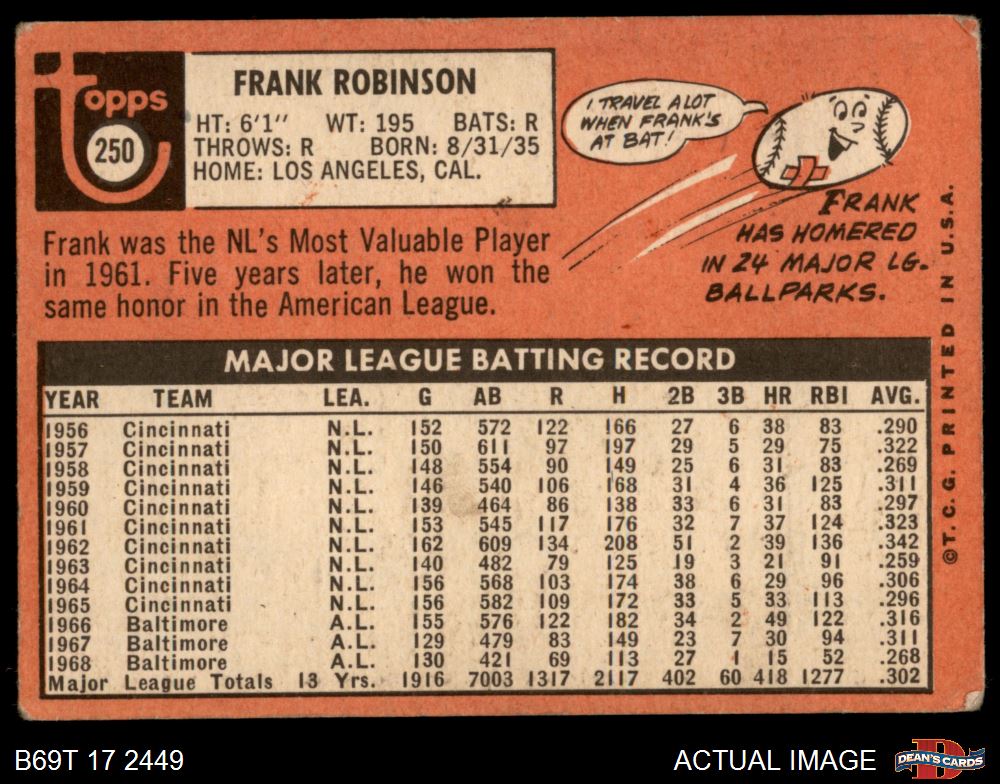 topps
250
FRANK ROBINSON
HT: 6'1" WT: 195 BATS: R
THROWS: R BORN: 8/31/35
HOME: LOS ANGELES, CAL.
I TRAVEL A LOT
WHEN FRANK'S
AT BAT!
FRANK
HAS HOMERED
IN 24 MAJOR LG.
BALLPARKS.
Frank was the NL's Most Valuable Player
in 1961. Five years later, he won the
same honor in the American League.
MAJOR LEAGUE BATTING RECORD
YEAR TEAM LEA. G AB R H 2B 3B HR RBI AVG.
1956 Cincinnati N.L. 152 572 122 166 27 6 38 83 .290
1957 Cincinnati N.L. 150 611 97 197 29 5 29 75 .322
1958 Cincinnati N.L. 148 554 90 149 25 6 31 83 .269
1959 Cincinnati N.L. 146 540 106 168 31 4 36 125 .311
1960 Cincinnati N.L. 139 464 86 138 33 6 31 83 .297
1961 Cincinnati N.L. 153 545 117 176 32 7 37 124 .323
1962 Cincinnati N.L. 162 609 134 208 51 2 39 136 .342
1963 Cincinnati N.L. 140 482 79 125 19 3 21 91 .259
1964 Cincinnati N.L. 156 568 103 174 38 6 29 96 .306
1965 Cincinnati N.L. 156 582 109 172 33 5 33 113 .296
1966 Baltimore A.L. 155 576 122 182 34 2 49 122 .316
1967 Baltimore A.L. 129 479 83 149 23 7 30 94 .311
1968 Baltimore A.L. 130 421 69 113 27 1 15 52 .268
Major League Totals 13 Yrs. 1916 7003 1317 2117 402 60 418 1277 .302
©T.C.G. PRINTED IN U.S.A.
B69T 17 2449
ACTUAL IMAGE
D
DEAN'S CARDS